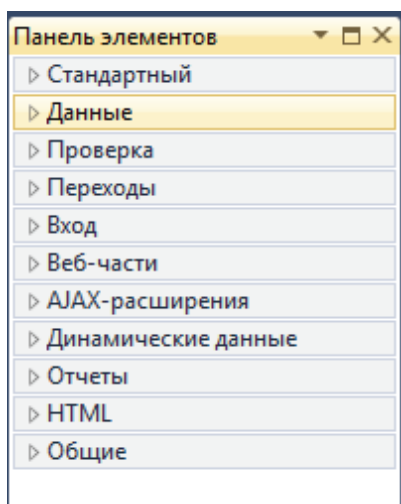 Панель элементов
Стандартный
Данные
Проверка
Переходы
Вход
Веб-части
AJAX-расширения
Динамические данные
Отчеты
HTML
Общие